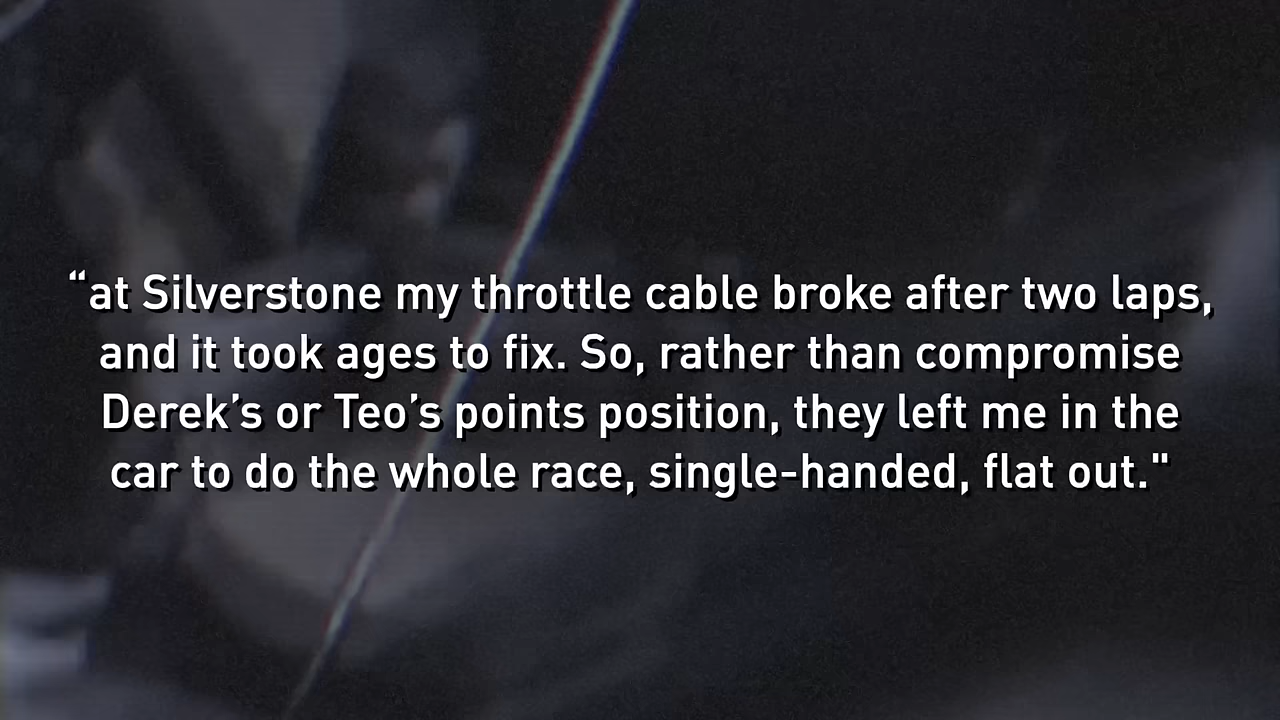 “at Silverstone my throttle cable broke after two laps,
and it took ages to fix. So, rather than compromise
Derek’s or Teo’s points position, they left me in the
car to do the whole race, single-handed, flat out."